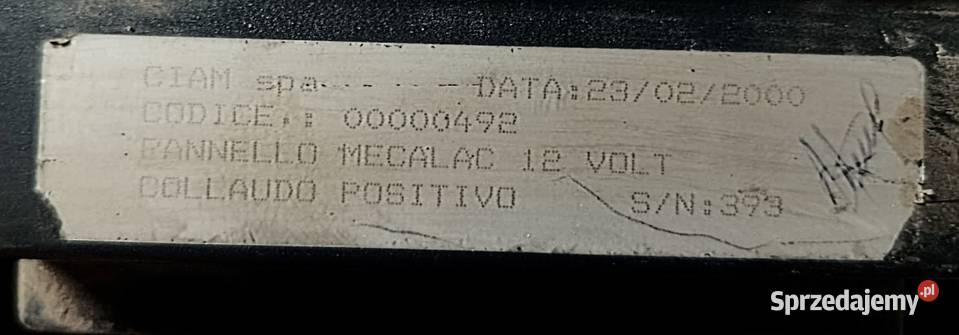 CIAM spa ---- - -- DATA:23/02/2000
CODICE.: 00000492
PANNELLO MECALAC 12 VOLT
COLLAUDO POSITIVO S/N:393
Sprzedajemy.pl